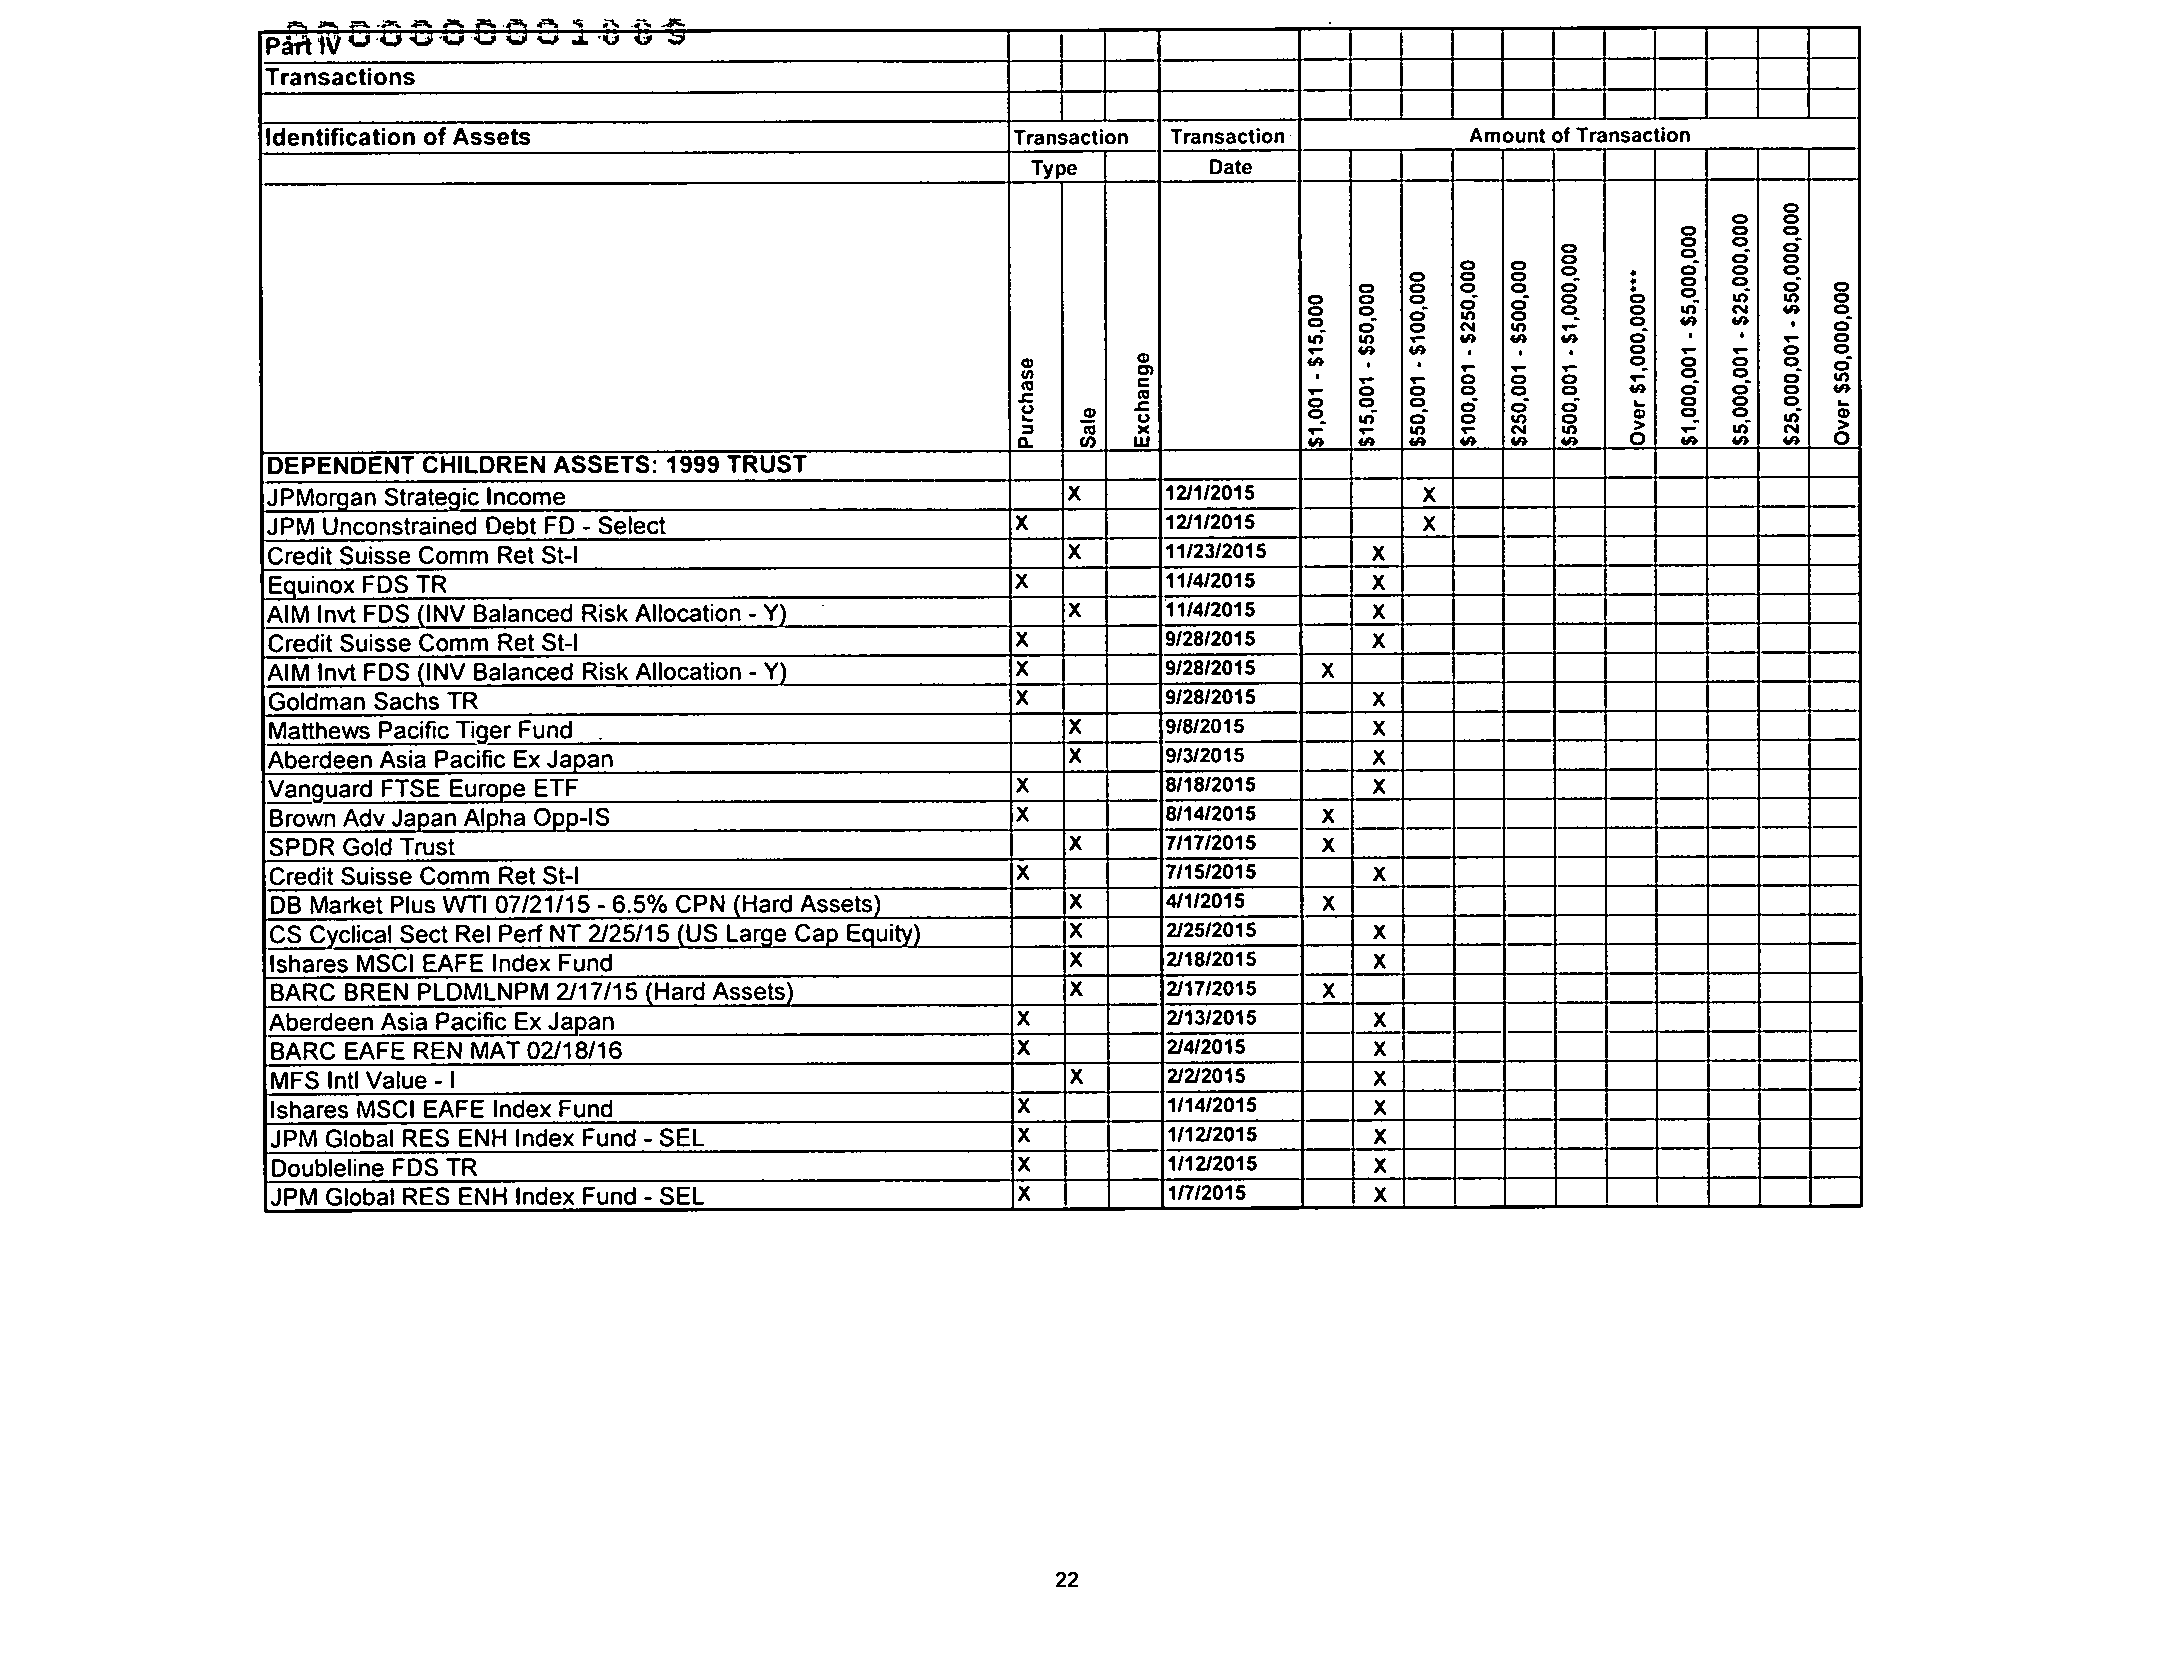 Part IV
Transactions
Identification of Assets Transaction Transaction Amount of Transaction
Type Date
Purchase Sale Exchange $1,001 - $15,000 $15,001 - $50,000 $50,001 - $100,000 $100,001 - $250,000 $250,001 - $500,000 $500,001 - $1,000,000 Over $1,000,000*** $1,000,001 - $5,000,000 $5,000,001 - $25,000,000 $25,000,001 - $50,000,000 Over $50,000,000
DEPENDENT CHILDREN ASSETS: 1999 TRUST
JPMorgan Strategic Income X 12/1/2015 X
JPM Unconstrained Debt FD - Select X 12/1/2015 X
Credit Suisse Comm Ret St-I X 11/23/2015 X
Equinox FDS TR X 11/4/2015 X
AIM Invt FDS (INV Balanced Risk Allocation - Y) X 11/4/2015 X
Credit Suisse Comm Ret St-I X 9/28/2015 X
AIM Invt FDS (INV Balanced Risk Allocation - Y) X 9/28/2015 X
Goldman Sachs TR X 9/28/2015 X
Matthews Pacific Tiger Fund X 9/8/2015 X
Aberdeen Asia Pacific Ex Japan X 9/3/2015 X
Vanguard FTSE Europe ETF X 8/18/2015 X
Brown Adv Japan Alpha Opp-IS X 8/14/2015 X
SPDR Gold Trust X 7/17/2015 X
Credit Suisse Comm Ret St-I X 7/15/2015 X
DB Market Plus WTI 07/21/15 - 6.5% CPN (Hard Assets) X 4/1/2015 X
CS Cyclical Sect Rel Perf NT 2/25/15 (US Large Cap Equity) X 2/25/2015 X
Ishares MSCI EAFE Index Fund X 2/18/2015 X
BARC BREN PLDMLNPM 2/17/15 (Hard Assets) X 2/17/2015 X
Aberdeen Asia Pacific Ex Japan X 2/13/2015 X
BARC EAFE REN MAT 02/18/16 X 2/4/2015 X
MFS Intl Value - I X 2/2/2015 X
Ishares MSCI EAFE Index Fund X 1/14/2015 X
JPM Global RES ENH Index Fund - SEL X 1/12/2015 X
Doubleline FDS TR X 1/12/2015 X
JPM Global RES ENH Index Fund - SEL X 1/7/2015 X
22